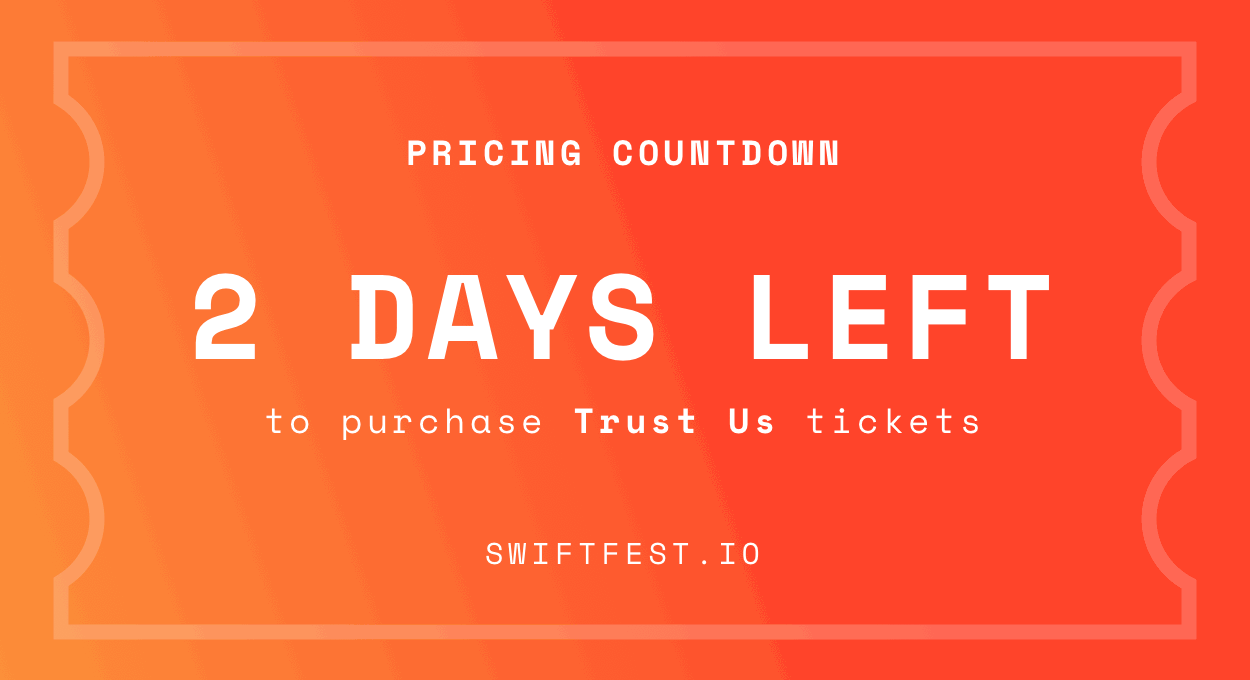 PRICING COUNTDOWN
2 DAYS LEFT
to purchase Trust Us tickets
SWIFTFEST.IO